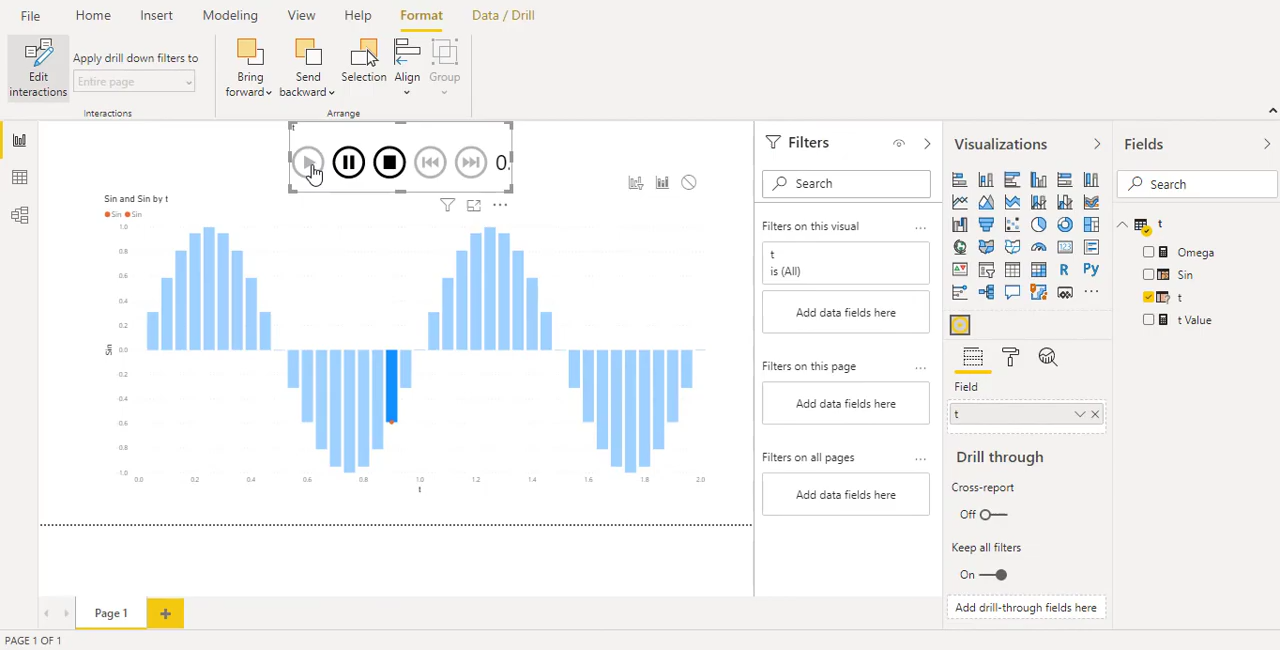 File Home Insert Modeling View Help Format Data / Drill
Edit interactions
Apply drill down filters to
Entire page
Interactions
Bring forward
Send backward
Selection
Align
Group
Arrange
t
0.
Sin and Sin by t
Sin Sin
1.0
0.8
0.6
0.4
0.2
0.0
0.2
0.4
0.6
0.8
1.0
Sin
0.0 0.2 0.4 0.6 0.8 1.0 1.2 1.4 1.6 1.8 2.0
t
Filters
Search
Filters on this visual ...
t
is (All)
Add data fields here
Filters on this page ...
Add data fields here
Filters on all pages ...
Add data fields here
Visualizations
R Py
...
Field
t
Drill through
Cross-report
Off
Keep all filters
On
Add drill-through fields here
Fields
Search
t
Omega
Sin
t
t Value
Page 1
PAGE 1 OF 1